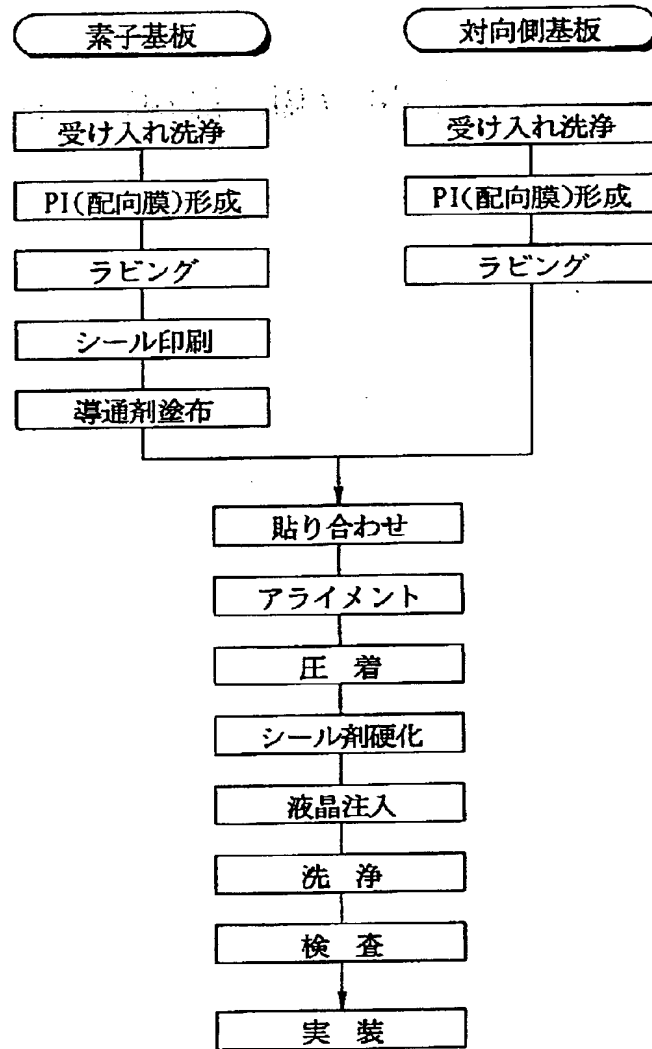 素子基板
対向側基板
受け入れ洗浄
PI(配向膜)形成
ラビング
シール印刷
導通剤塗布
受け入れ洗浄
PI(配向膜)形成
ラビング
貼り合わせ
アライメント
圧 着
シール剤硬化
液晶注入
洗 浄
検 査
実 装